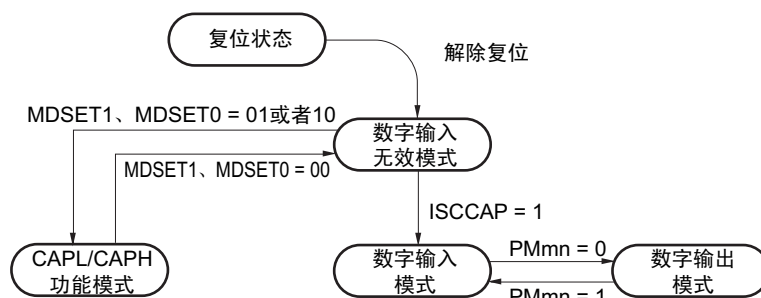 复位状态
解除复位
MDSET1、MDSET0 = 01或者10
数字输入
无效模式
MDSET1、MDSET0 = 00
ISCCAP = 1
CAPL/CAPH
功能模式
数字输入
模式
PMmn = 0
PMmn = 1
数字输出
模式